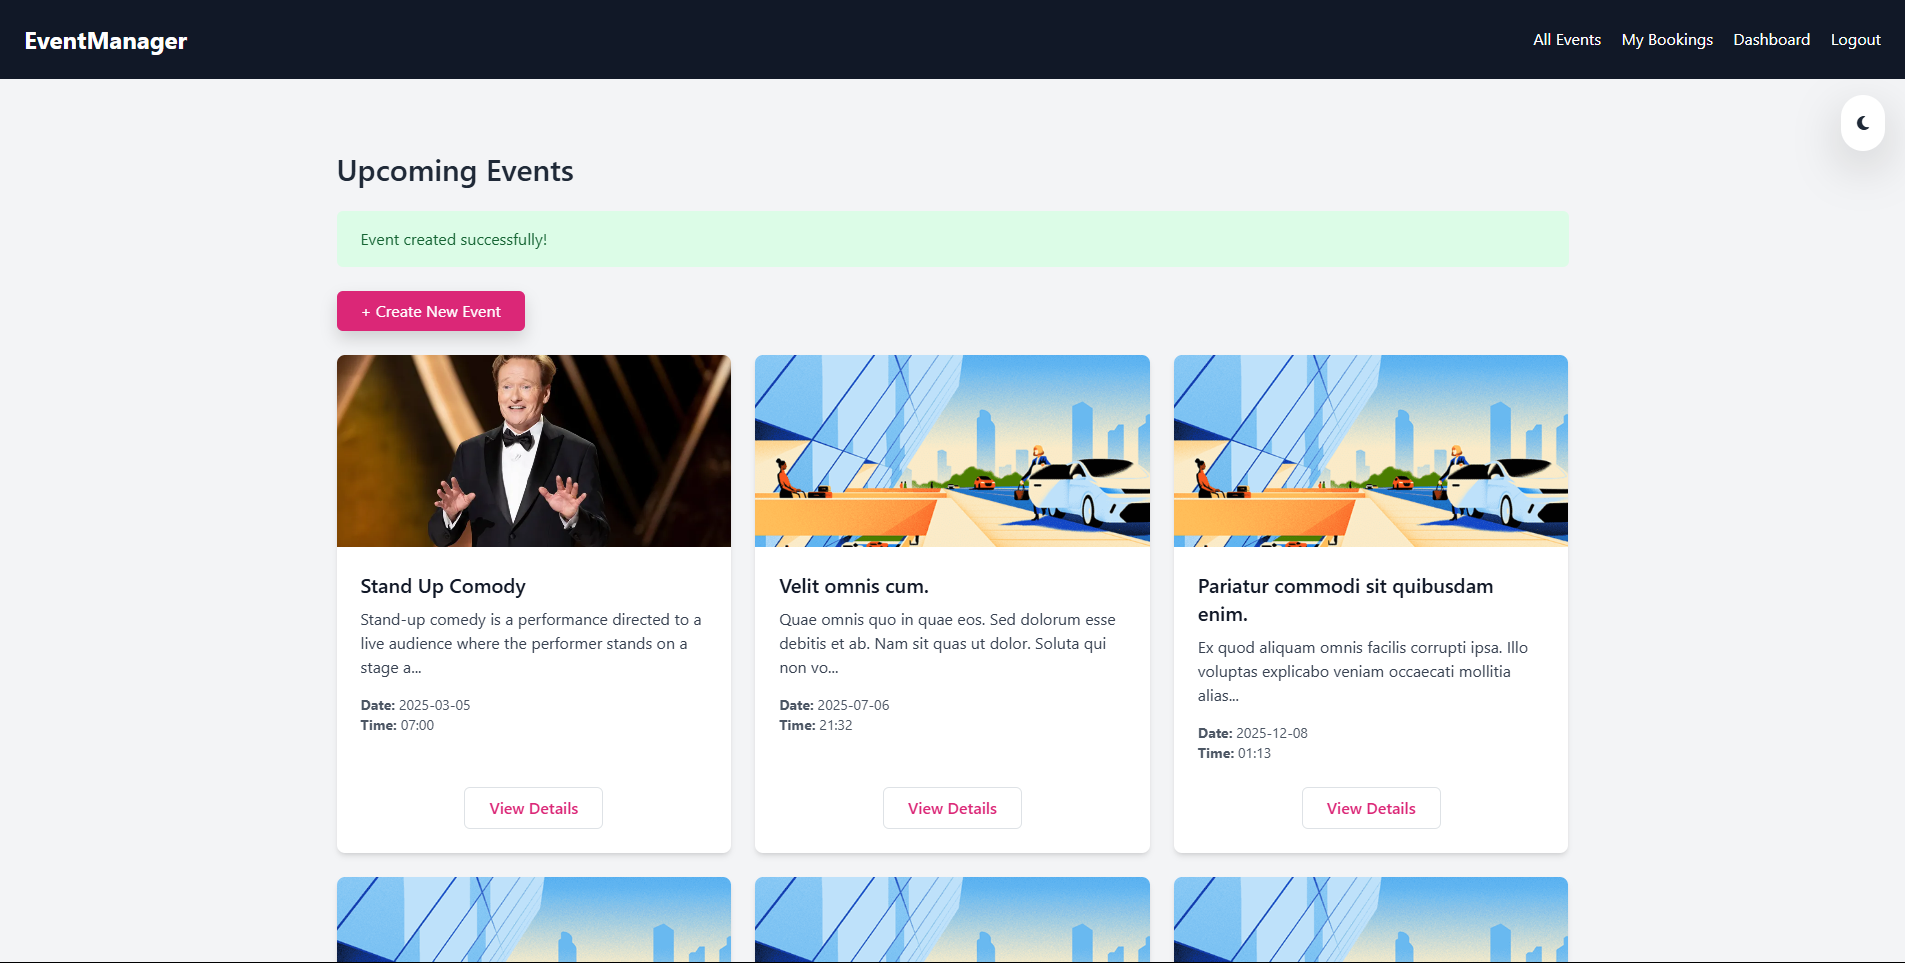 EventManager
All Events
My Bookings
Dashboard
Logout
Upcoming Events
Event created successfully!
+ Create New Event
Stand Up Comody
Stand-up comedy is a performance directed to a
live audience where the performer stands on a
stage a...
Date: 2025-03-05
Time: 07:00
View Details
Velit omnis cum.
Quae omnis quo in quae eos. Sed dolorum esse
debitis et ab. Nam sit quas ut dolor. Soluta qui
non vo...
Date: 2025-07-06
Time: 21:32
View Details
Pariatur commodi sit quibusdam
enim.
Ex quod aliquam omnis facilis corrupti ipsa. Illo
voluptas explicabo veniam occaecati mollitia
alias...
Date: 2025-12-08
Time: 01:13
View Details